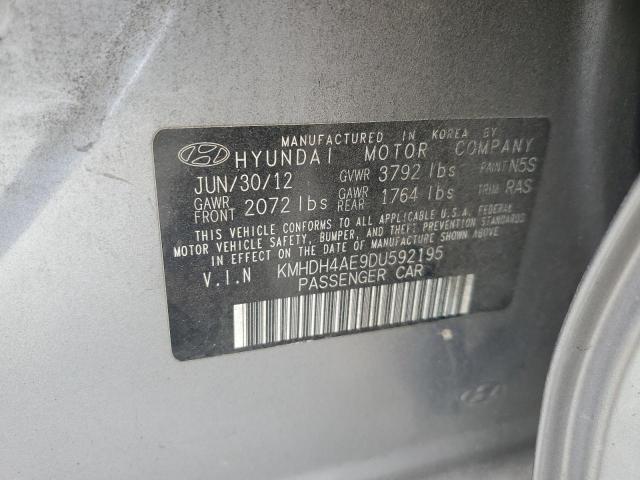 MANUFACTURED IN KOREA BY
HYUNDAI MOTOR COMPANY
JUN/30/12 GVWR 3792 lbs PAINT N5S
GAWR FRONT 2072 lbs GAWR REAR 1764 lbs TRIM RAS
THIS VEHICLE CONFORMS TO ALL APPLICABLE U.S.A. FEDERAL
MOTOR VEHICLE SAFETY, BUMPER, AND THEFT PREVENTION STANDARDS
IN EFFECT ON THE DATE OF MANUFACTURE SHOWN ABOVE.
V.I.N KMHDH4AE9DU592195
PASSENGER CAR